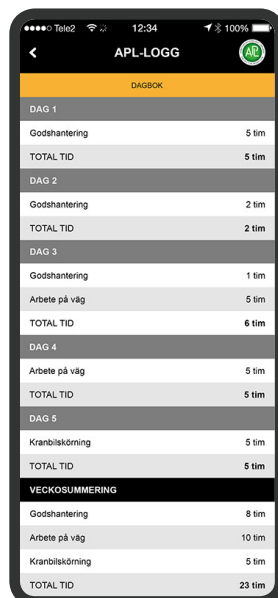 Tele2 12:34 100%
APL-LOGG APL
DAGBOK
DAG 1
Godshantering 5 tim
TOTAL TID 5 tim
DAG 2
Godshantering 2 tim
TOTAL TID 2 tim
DAG 3
Godshantering 1 tim
Arbete på väg 5 tim
TOTAL TID 6 tim
DAG 4
Arbete på väg 5 tim
TOTAL TID 5 tim
DAG 5
Kranbilskörning 5 tim
TOTAL TID 5 tim
VECKOSUMMERING
Godshantering 8 tim
Arbete på väg 10 tim
Kranbilskörning 5 tim
TOTAL TID 23 tim